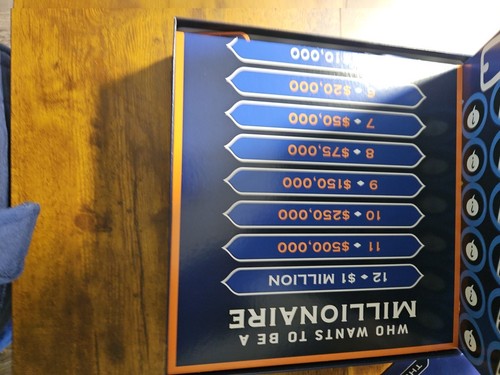 WHO WANTS TO BE A
MILLIONAIRE
12 ♦ $1 MILLION
11 ♦ $500,000
10 ♦ $250,000
9 ♦ $150,000
8 ♦ $75,000
7 ♦ $50,000
6 ♦ $20,000
$10,000